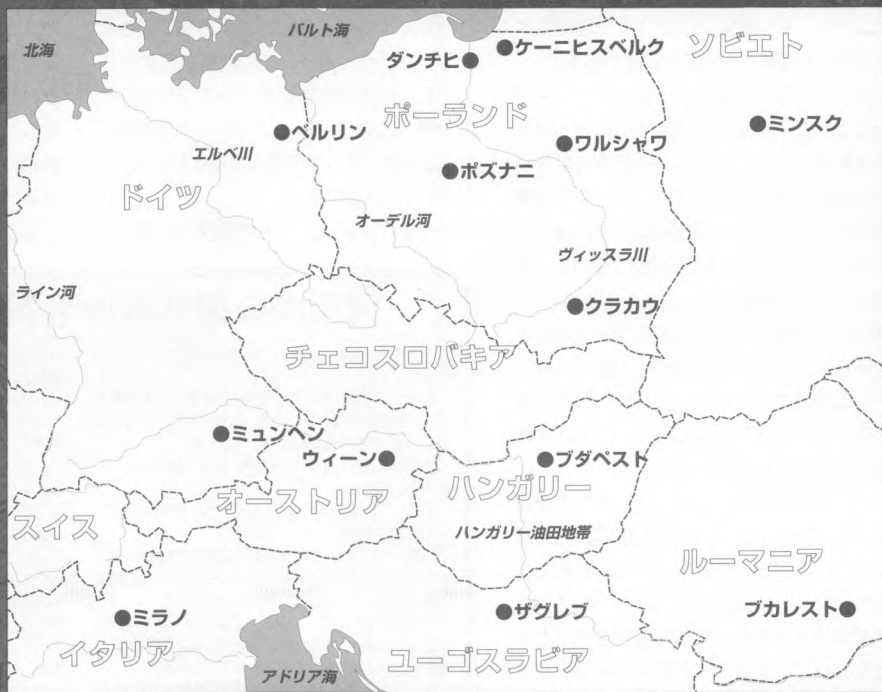 バルト海
北海
ケーニヒスベルク
ソビエト
ダンチヒ
ポーランド
ミンスク
ベルリン
ワルシャワ
エルベ川
ポズナニ
ドイツ
オーデル河
ヴィッスラ川
ライン河
クラカウ
チェコスロバキア
ミュンヘン
ウィーン
ブダペスト
オーストリア
ハンガリー
スイス
ハンガリー油田地帯
ルーマニア
ミラノ
ザグレブ
ブカレスト
イタリア
ユーゴスラビア
アドリア海